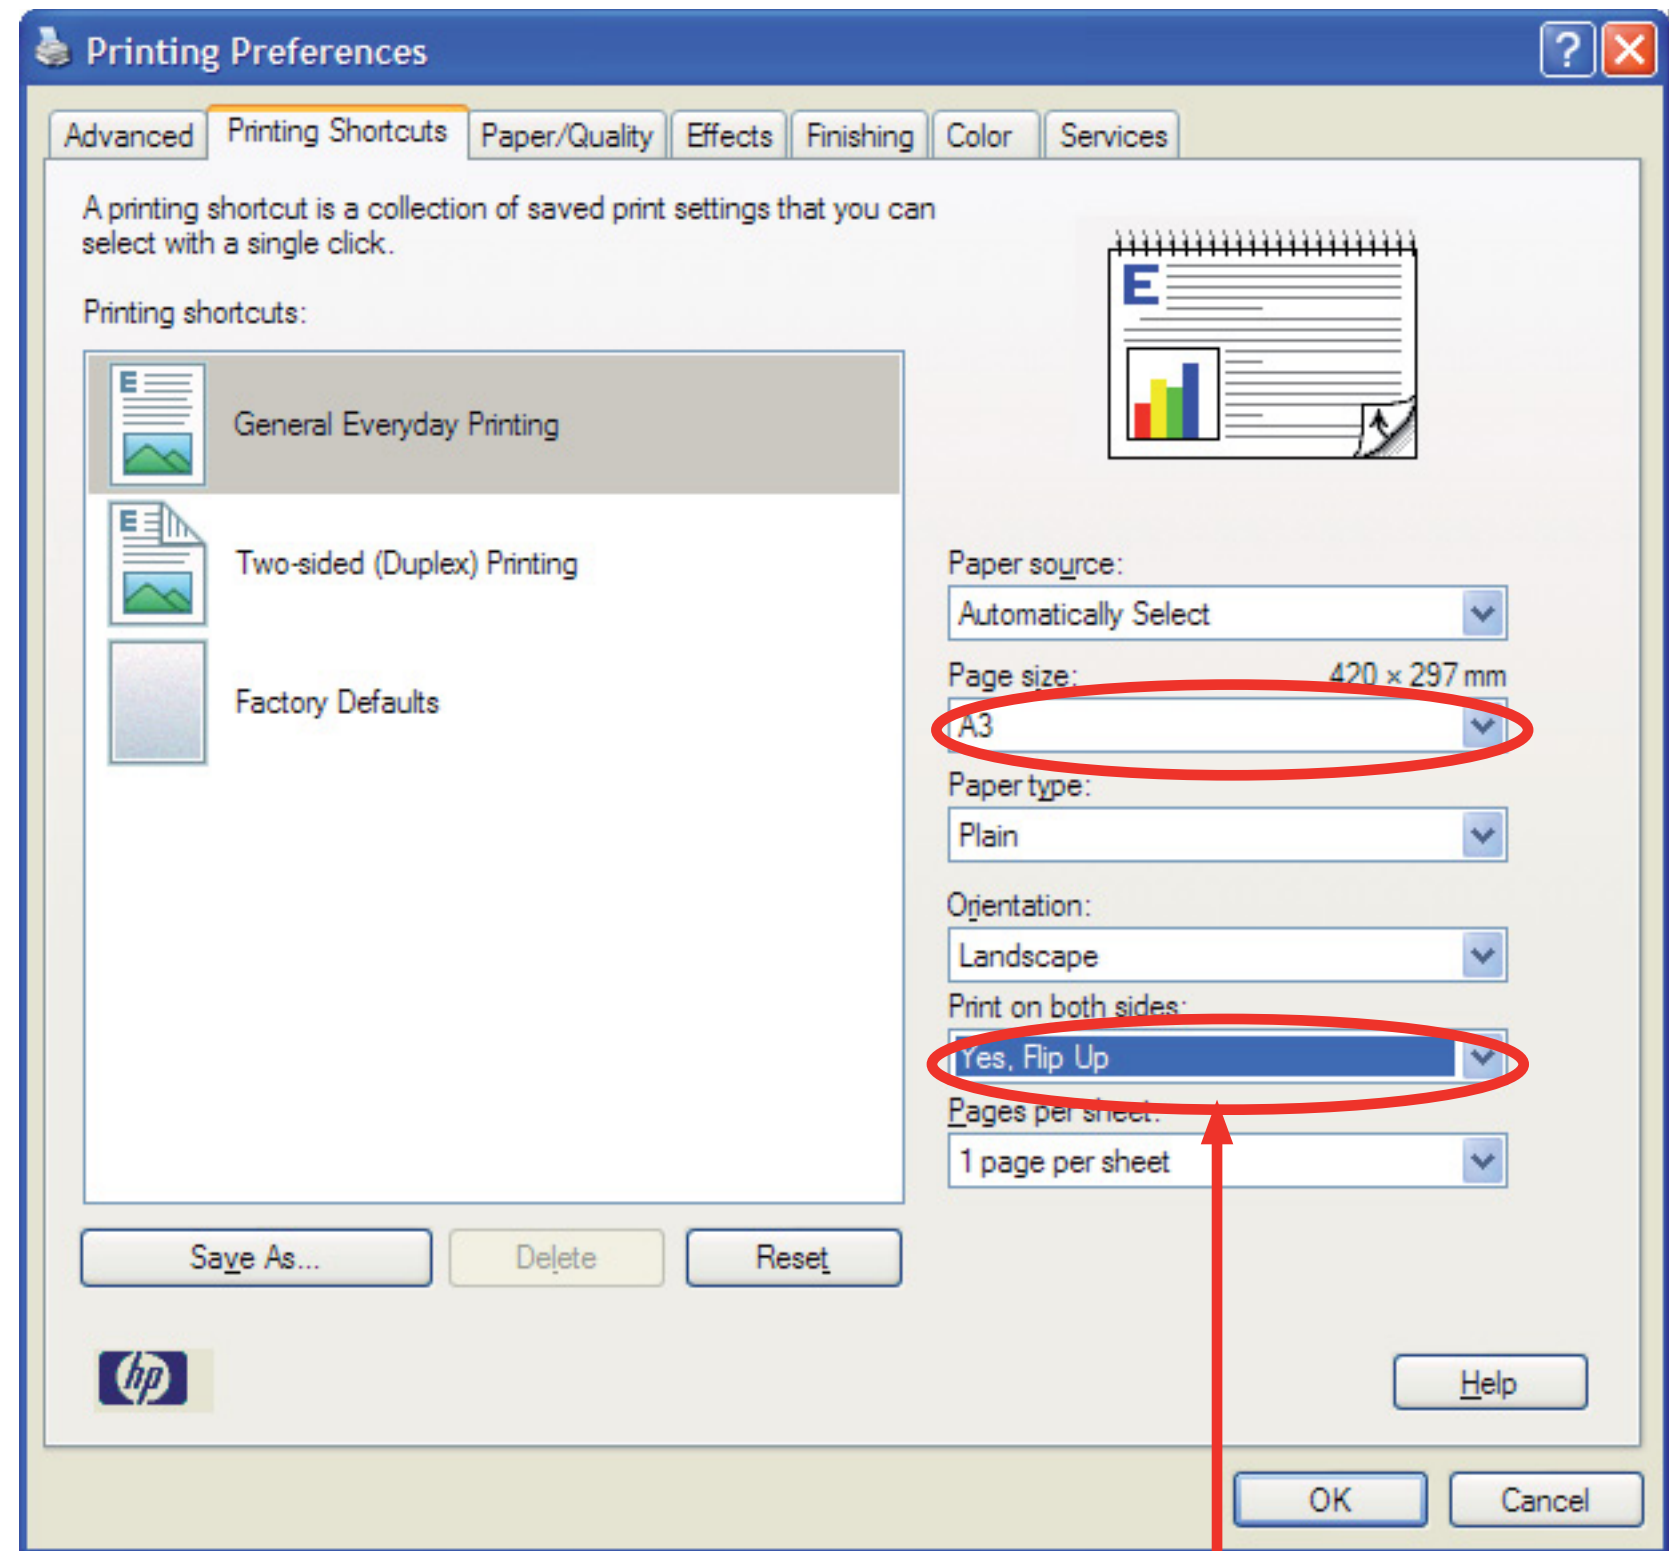 Printing Preferences
?
Advanced
Printing Shortcuts
Paper/Quality
Effects
Finishing
Color
Services
A printing shortcut is a collection of saved print settings that you can
select with a single click.
Printing shortcuts:
E
General Everyday Printing
E
Two-sided (Duplex) Printing
Factory Defaults
Save As...
Delete
Reset
E
Paper source:
Automatically Select
Page size: 420 × 297 mm
A3
Paper type:
Plain
Orientation:
Landscape
Print on both sides:
Yes, Flip Up
Pages per sheet:
1 page per sheet
hp
Help
OK
Cancel